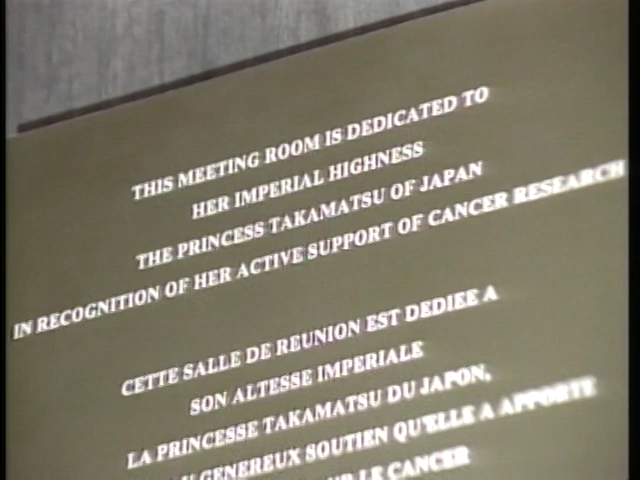 THIS MEETING ROOM IS DEDICATED TO
HER IMPERIAL HIGHNESS
THE PRINCESS TAKAMATSU OF JAPAN
IN RECOGNITION OF HER ACTIVE SUPPORT OF CANCER RESEARCH
CETTE SALLE DE REUNION EST DEDIEE A
SON ALTESSE IMPERIALE
LA PRINCESSE TAKAMATSU DU JAPON,
GENEREUX SOUTIEN QU'ELLE A APPORTE
LE CANCER